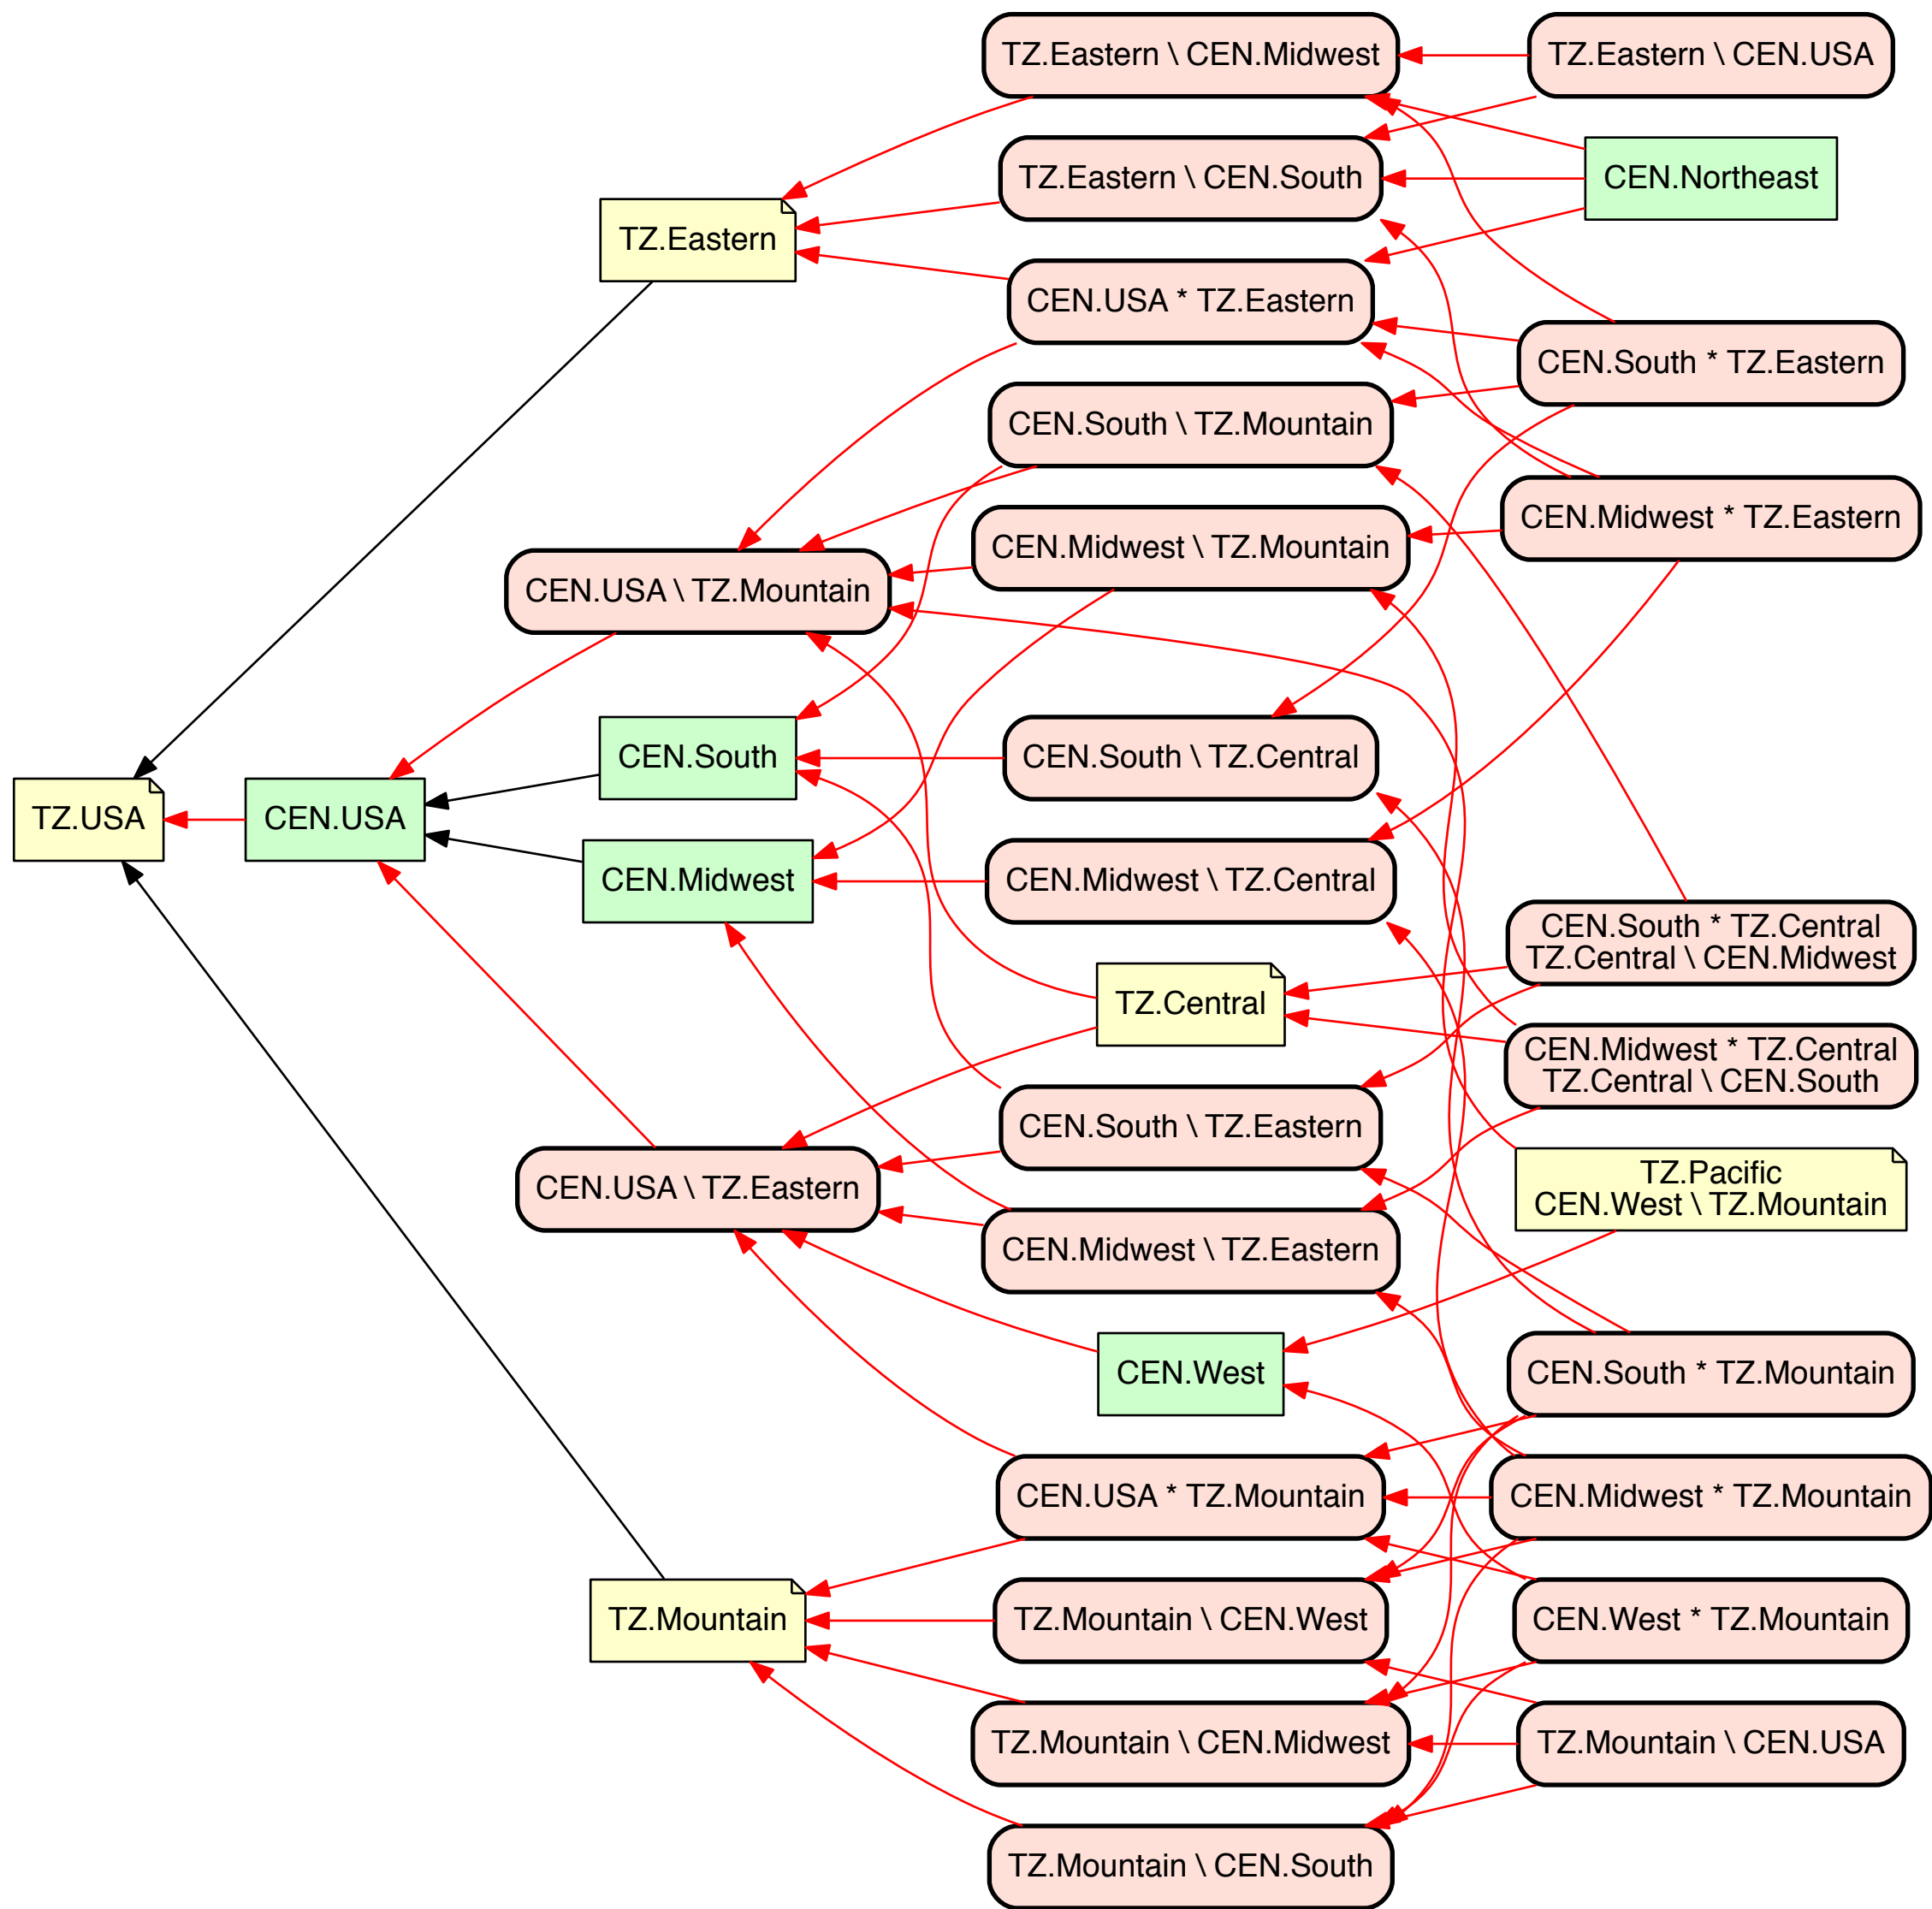 TZ.Eastern \ CEN.Midwest
TZ.Eastern \ CEN.USA
TZ.Eastern \ CEN.South
CEN.Northeast
TZ.Eastern
CEN.USA * TZ.Eastern
CEN.South * TZ.Eastern
CEN.South \ TZ.Mountain
CEN.Midwest * TZ.Eastern
CEN.Midwest \ TZ.Mountain
CEN.USA \ TZ.Mountain
CEN.South
CEN.South \ TZ.Central
TZ.USA
CEN.USA
CEN.Midwest
CEN.Midwest \ TZ.Central
CEN.South * TZ.Central
TZ.Central \ CEN.Midwest
TZ.Central
CEN.Midwest * TZ.Central
TZ.Central \ CEN.South
CEN.South \ TZ.Eastern
TZ.Pacific
CEN.West \ TZ.Mountain
CEN.USA \ TZ.Eastern
CEN.Midwest \ TZ.Eastern
CEN.West
CEN.South * TZ.Mountain
CEN.USA * TZ.Mountain
CEN.Midwest * TZ.Mountain
TZ.Mountain
TZ.Mountain \ CEN.West
CEN.West * TZ.Mountain
TZ.Mountain \ CEN.Midwest
TZ.Mountain \ CEN.USA
TZ.Mountain \ CEN.South